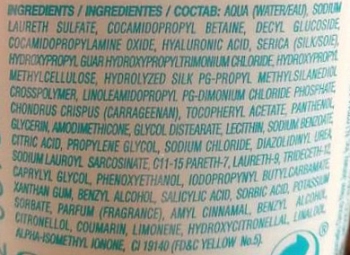 INGREDIENTS / INGREDIENTES / СОСТАВ: AQUA (WATER/EAU), SODIUM
LAURETH SULFATE, COCAMIDOPROPYL BETAINE, DECYL GLUCOSIDE,
COCAMIDOPROPYLAMINE OXIDE, HYALURONIC ACID, SERICA (SILK/SOIE),
HYDROXYPROPYL GUAR HYDROXYPROPYLTRIMONIUM CHLORIDE, HYDROXYPROPYL
METHYLCELLULOSE, HYDROLYZED SILK PG-PROPYL METHYLSILANEDIOL
CROSSPOLYMER, LINOLEAMIDOPROPYL PG-DIMONIUM CHLORIDE PHOSPHATE,
CHONDRUS CRISPUS (CARRAGEENAN), TOCOPHERYL ACETATE, PANTHENOL,
GLYCERIN, AMODIMETHICONE, GLYCOL DISTEARATE, LECITHIN, SODIUM BENZOATE,
CITRIC ACID, PROPYLENE GLYCOL, SODIUM CHLORIDE, DIAZOLIDINYL UREA,
SODIUM LAUROYL SARCOSINATE, C11-15 PARETH-7, LAURETH-9, TRIDECETH-12,
CAPRYLYL GLYCOL, PHENOXYETHANOL, IODOPROPYNYL BUTYLCARBAMATE,
XANTHAN GUM, BENZYL ALCOHOL, SALICYLIC ACID, SORBIC ACID, POTASSIUM
SORBATE, PARFUM (FRAGRANCE), AMYL CINNAMAL, BENZYL ALCOHOL,
CITRONELLOL, COUMARIN, LIMONENE, HYDROXYCITRONELLAL, LINALOOL,
ALPHA-ISOMETHYL IONONE, CI 19140 (FD&C YELLOW No.5).
®